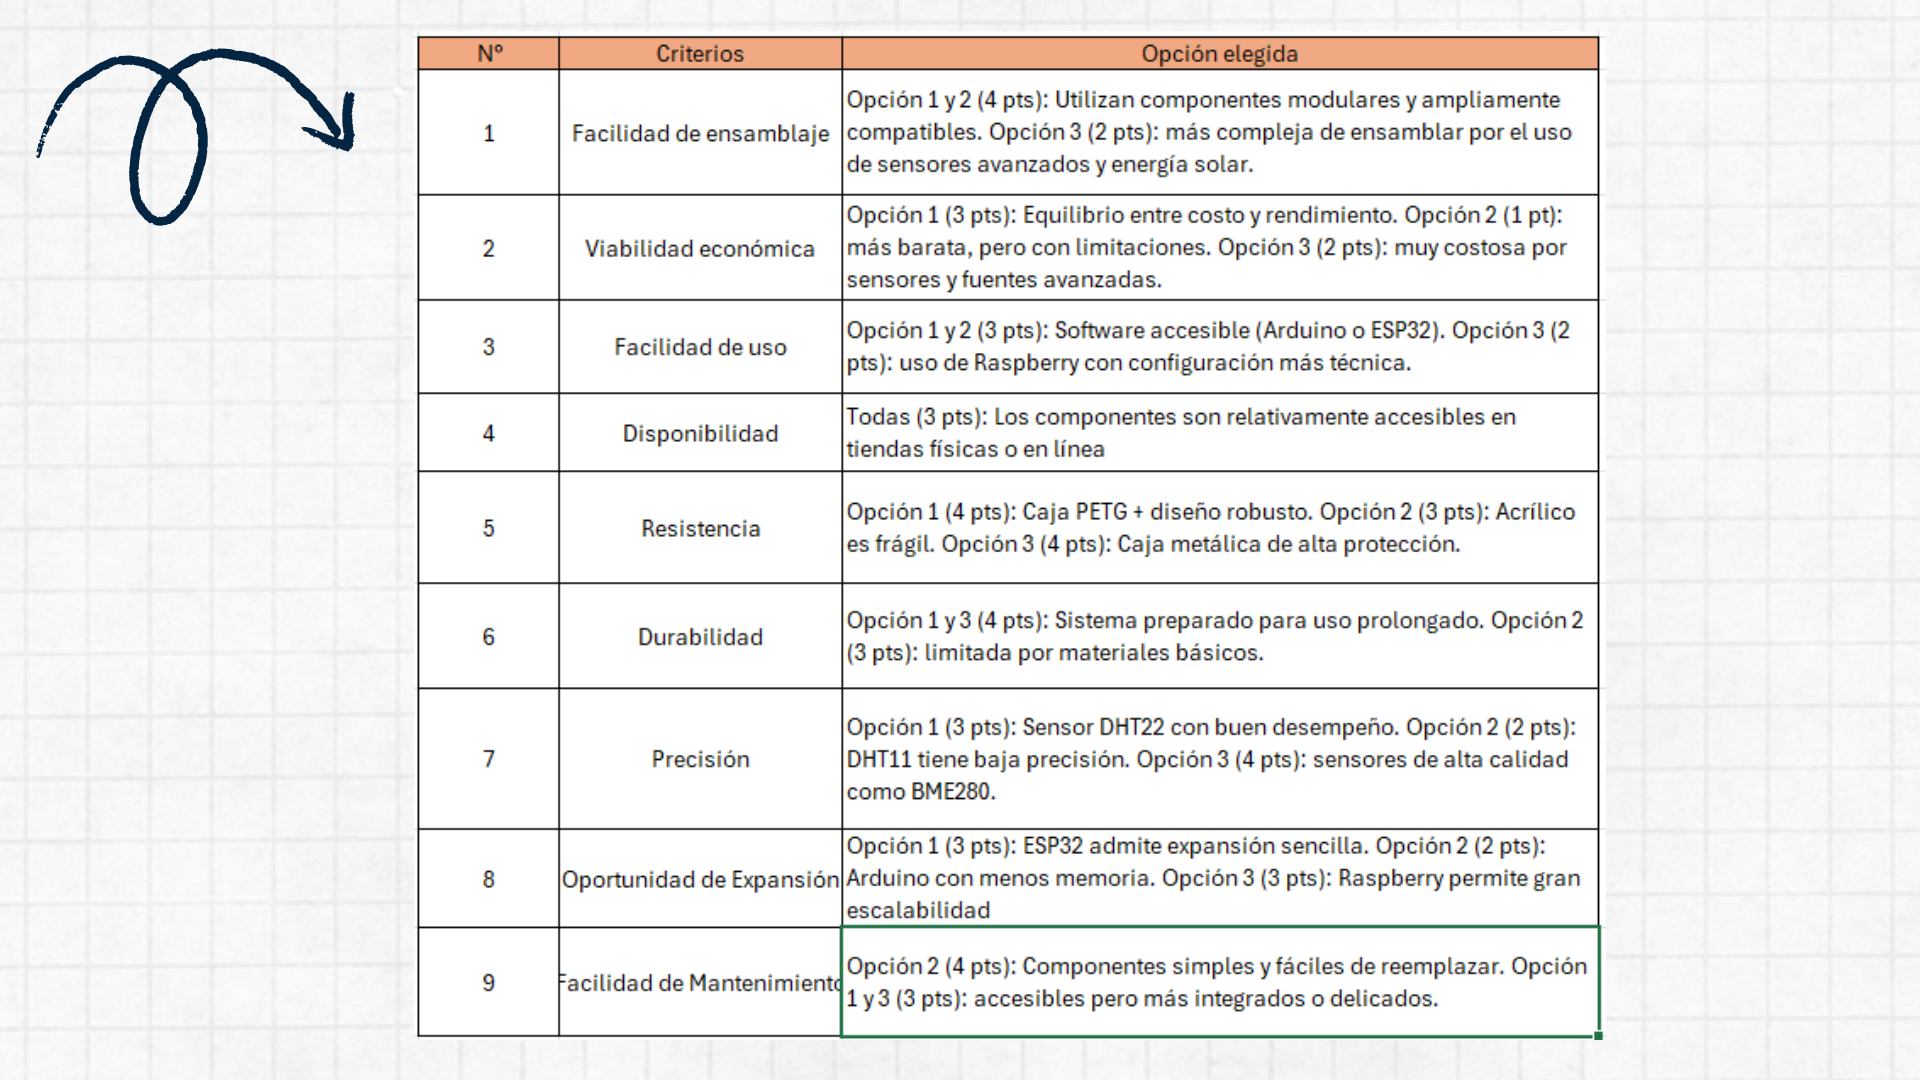 N° Criterios Opción elegida
1 Facilidad de ensamblaje Opción 1 y 2 (4 pts): Utilizan componentes modulares y ampliamente
compatibles. Opción 3 (2 pts): más compleja de ensamblar por el uso
de sensores avanzados y energía solar.
2 Viabilidad económica Opción 1 (3 pts): Equilibrio entre costo y rendimiento. Opción 2 (1 pt):
más barata, pero con limitaciones. Opción 3 (2 pts): muy costosa por
sensores y fuentes avanzadas.
3 Facilidad de uso Opción 1 y 2 (3 pts): Software accesible (Arduino o ESP32). Opción 3 (2
pts): uso de Raspberry con configuración más técnica.
4 Disponibilidad Todas (3 pts): Los componentes son relativamente accesibles en
tiendas físicas o en línea
5 Resistencia Opción 1 (4 pts): Caja PETG + diseño robusto. Opción 2 (3 pts): Acrílico
es frágil. Opción 3 (4 pts): Caja metálica de alta protección.
6 Durabilidad Opción 1 y 3 (4 pts): Sistema preparado para uso prolongado. Opción 2
(3 pts): limitada por materiales básicos.
7 Precisión Opción 1 (3 pts): Sensor DHT22 con buen desempeño. Opción 2 (2 pts):
DHT11 tiene baja precisión. Opción 3 (4 pts): sensores de alta calidad
como BME280.
8 Oportunidad de Expansión Opción 1 (3 pts): ESP32 admite expansión sencilla. Opción 2 (2 pts):
Arduino con menos memoria. Opción 3 (3 pts): Raspberry permite gran
escalabilidad
9 Facilidad de Mantenimiento Opción 2 (4 pts): Componentes simples y fáciles de reemplazar. Opción
1 y 3 (3 pts): accesibles pero más integrados o delicados.